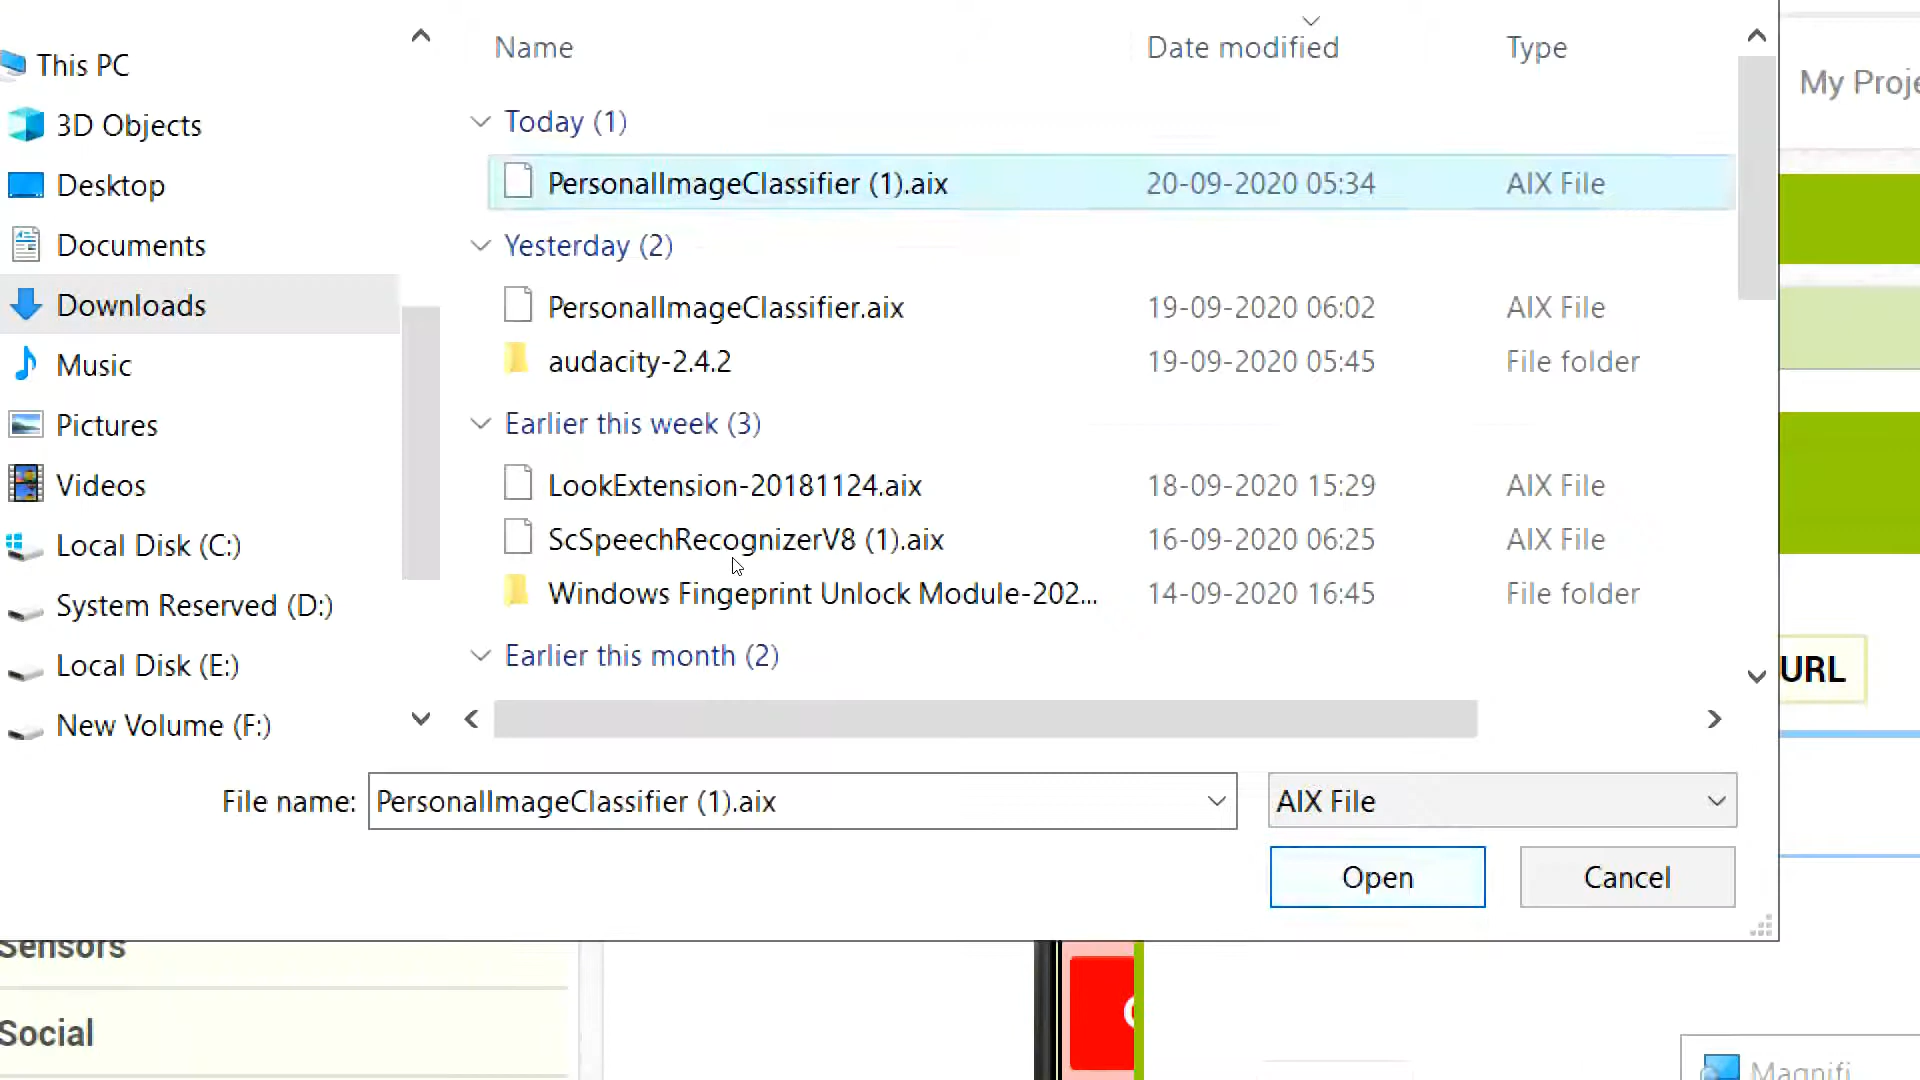 This PC
3D Objects
Desktop
Documents
Downloads
Music
Pictures
Videos
Local Disk (C:)
System Reserved (D:)
Local Disk (E:)
New Volume (F:)
Name Date modified Type
Today (1)
PersonalImageClassifier (1).aix 20-09-2020 05:34 AIX File
Yesterday (2)
PersonalImageClassifier.aix 19-09-2020 06:02 AIX File
audacity-2.4.2 19-09-2020 05:45 File folder
Earlier this week (3)
LookExtension-20181124.aix 18-09-2020 15:29 AIX File
ScSpeechRecognizerV8 (1).aix 16-09-2020 06:25 AIX File
Windows Fingeprint Unlock Module-202... 14-09-2020 16:45 File folder
Earlier this month (2)
File name: PersonalImageClassifier (1).aix AIX File
Open Cancel
My Proje
URL
Sensors
Social
Magnifi